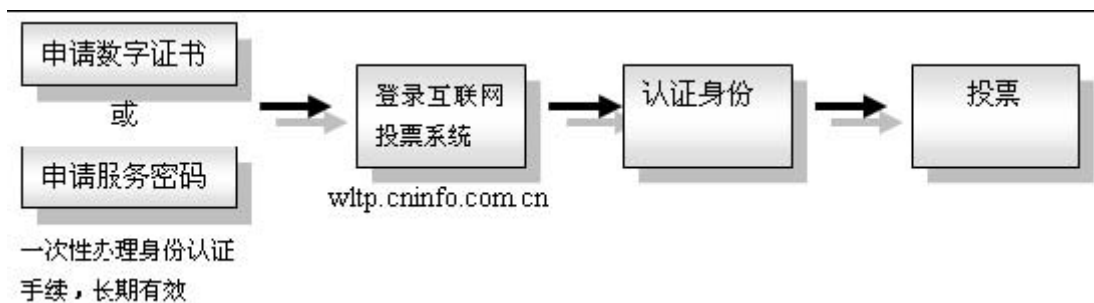 申请数字证书
或
申请服务密码
一次性办理身份认证
手续，长期有效
登录互联网
投票系统
wltp.cninfo.com.cn
认证身份
投票